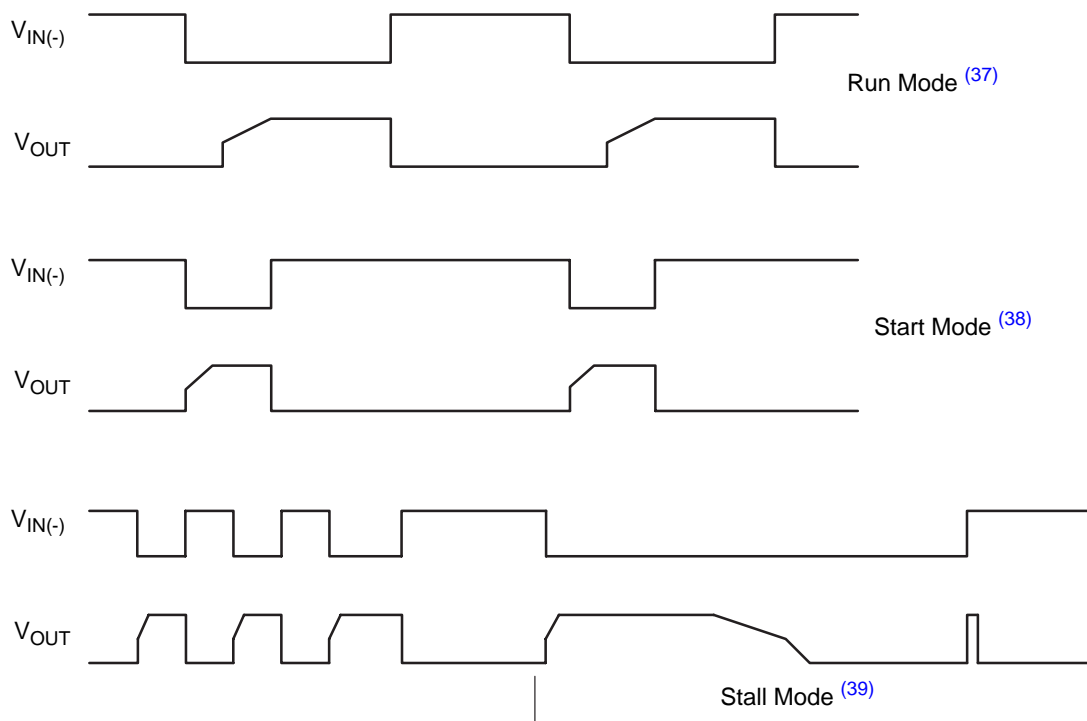 VIN(-)
Run Mode (37)
VOUT
VIN(-)
Start Mode (38)
VOUT
VIN(-)
VOUT
Stall Mode (39)